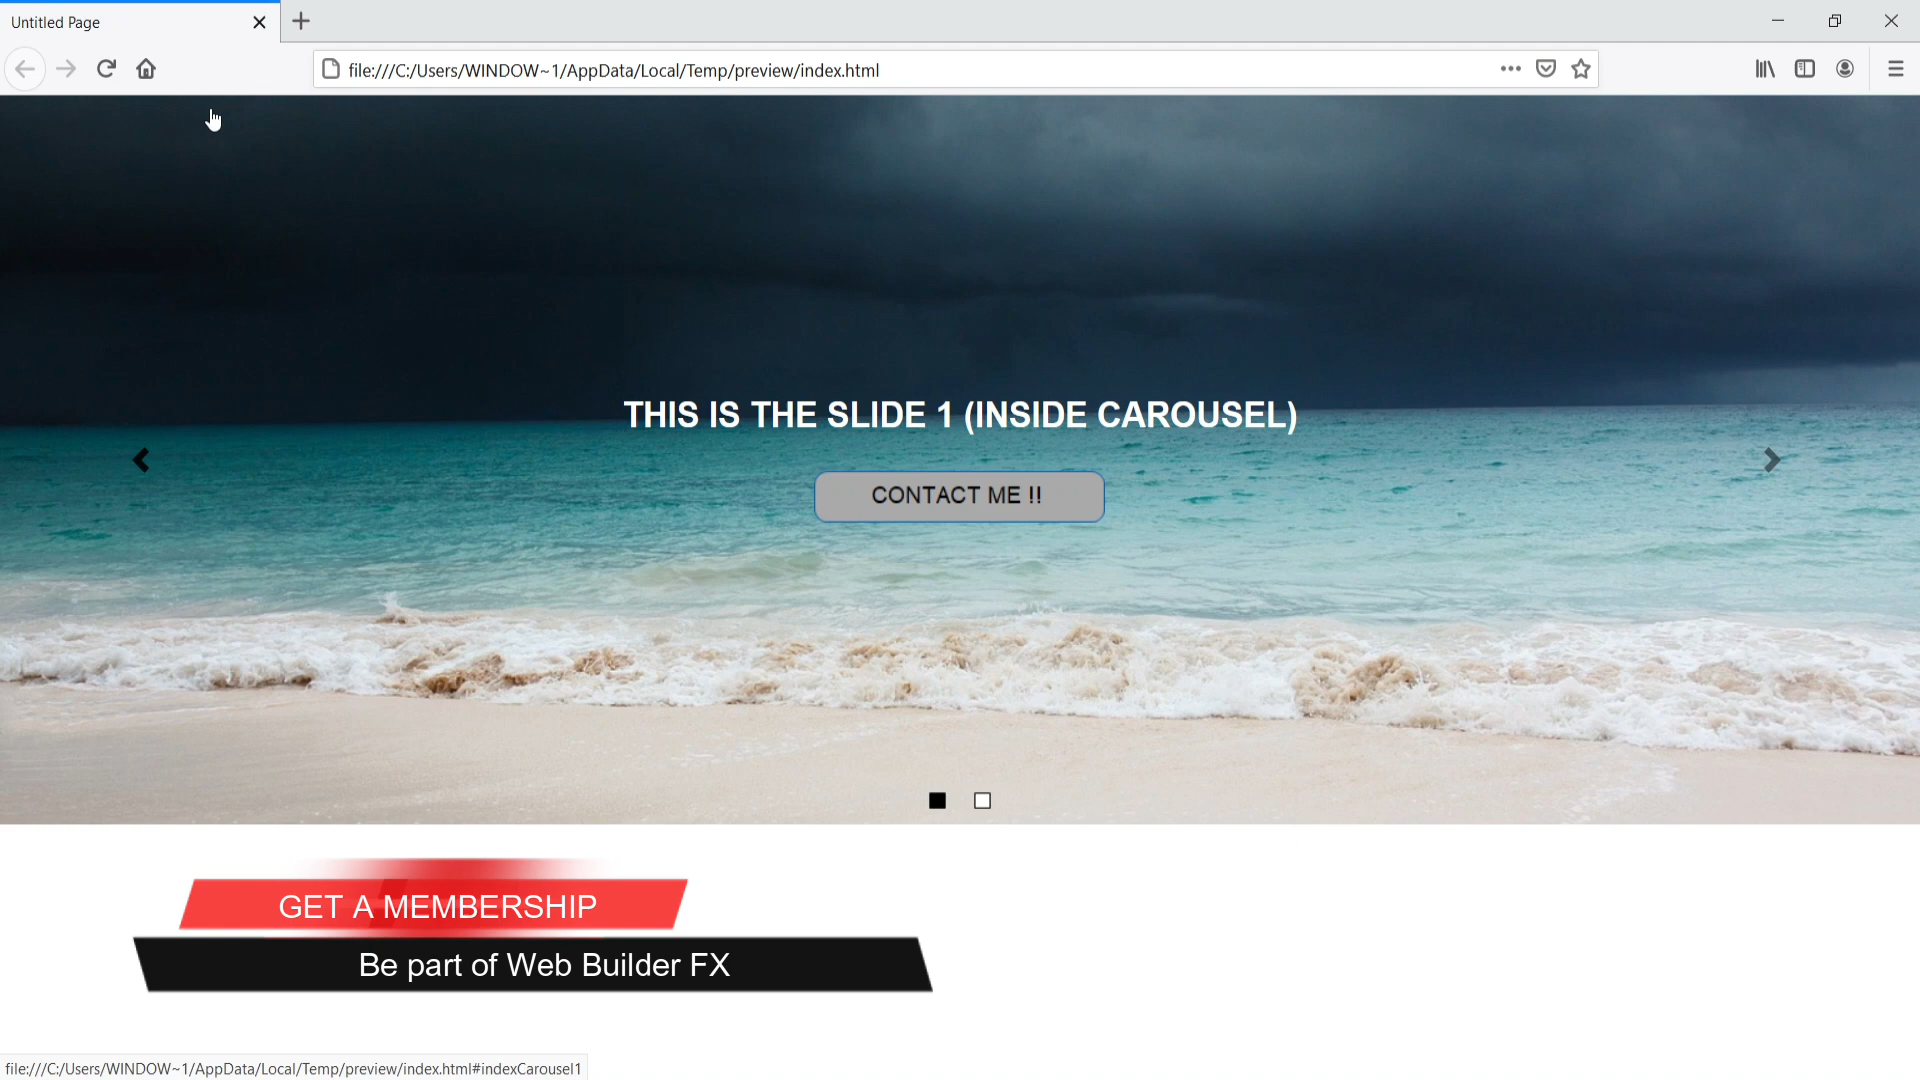 Untitled Page
file:///C:/Users/WINDOW~1/AppData/Local/Temp/preview/index.html
THIS IS THE SLIDE 1 (INSIDE CAROUSEL)
CONTACT ME !!
GET A MEMBERSHIP
Be part of Web Builder FX
file:///C:/Users/WINDOW~1/AppData/Local/Temp/preview/index.html#indexCarousel1